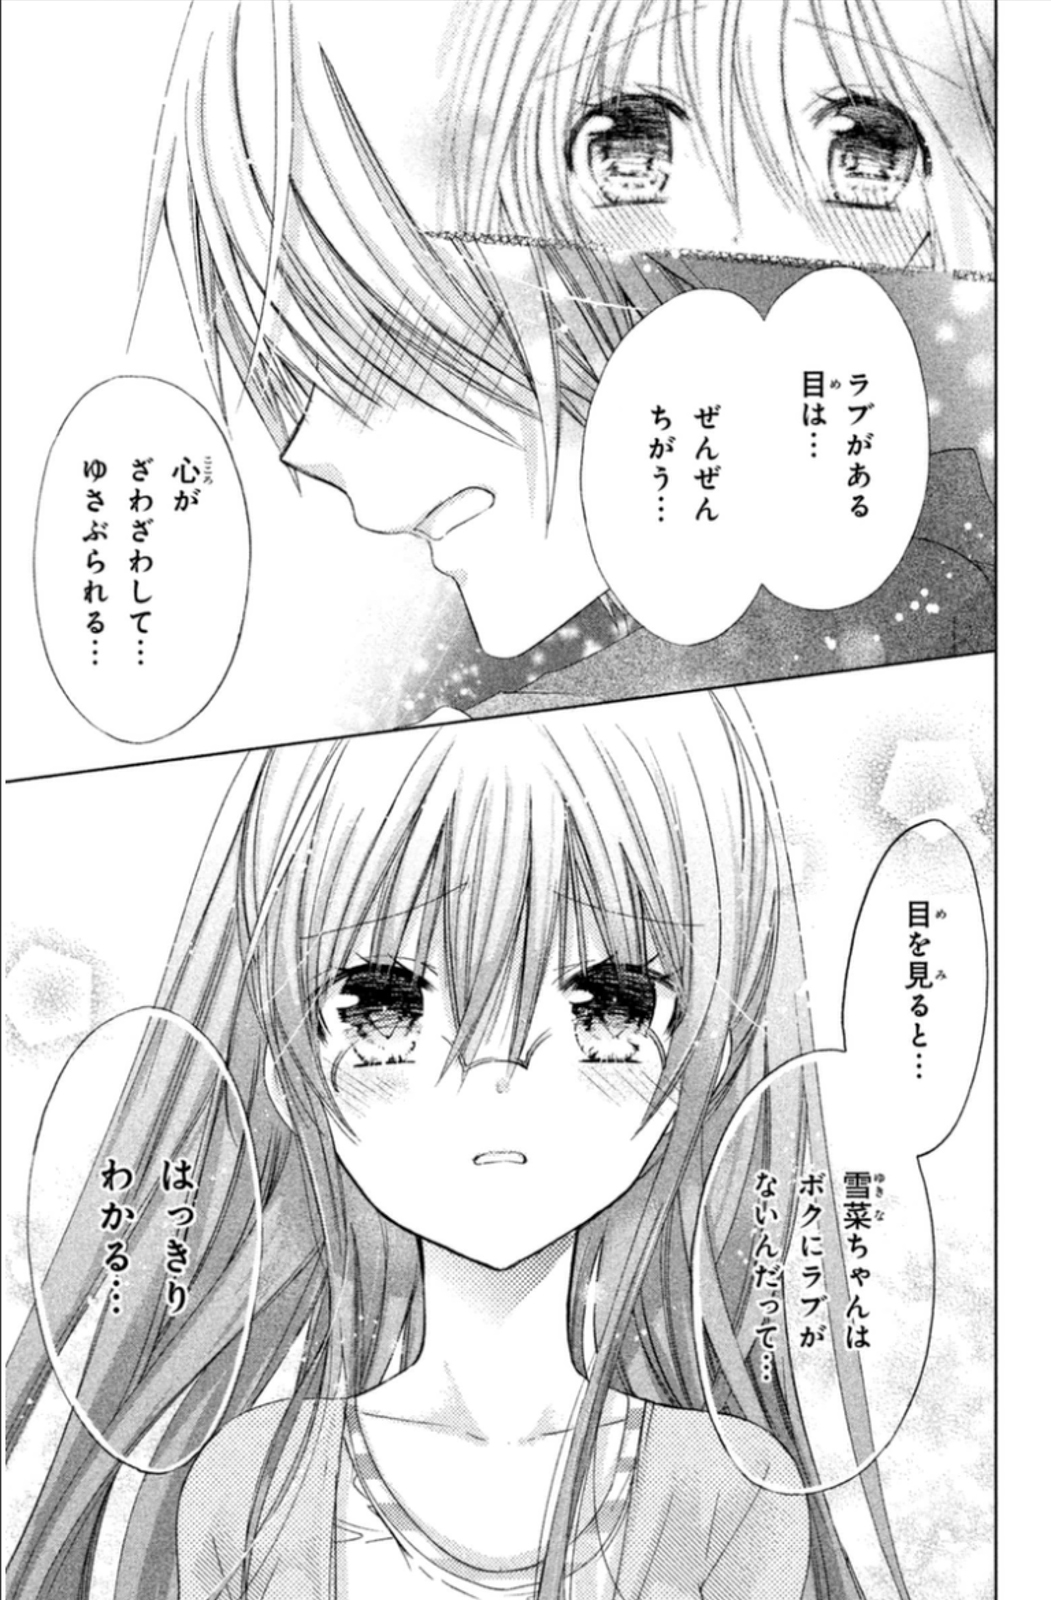 ラブがある
目は…
ぜんぜん
ちがう…
心が
ざわざわして…
ゆさぶられる…
目を見ると…
雪菜ちゃんは
ボクにラブが
ないんだって…
はっきり
わかる…